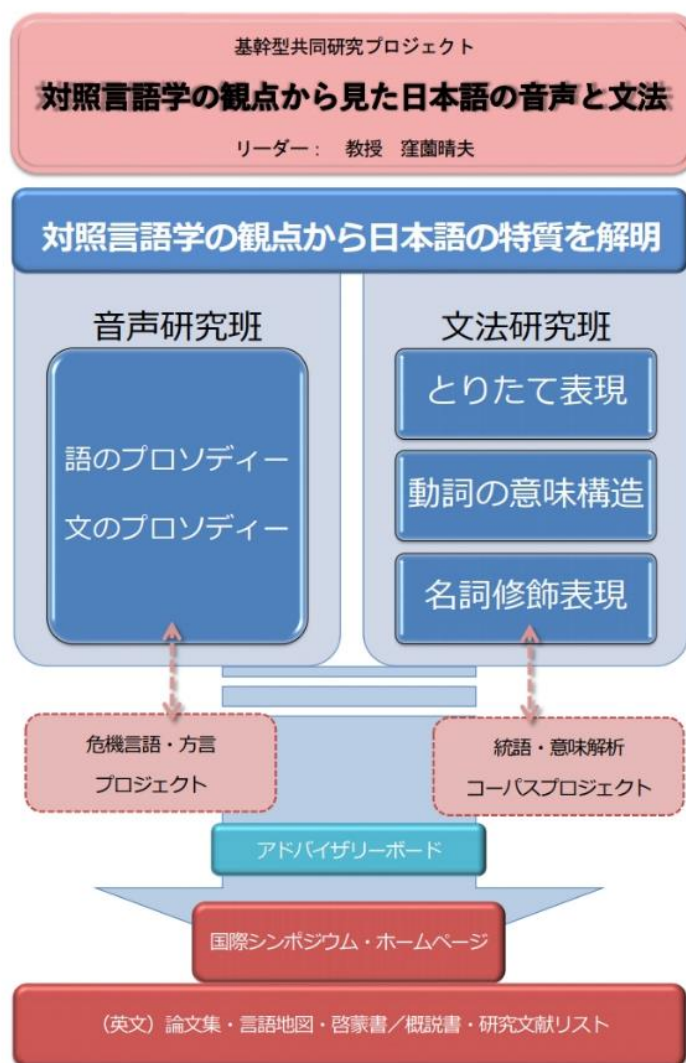 基幹型共同研究プロジェクト
対照言語学の観点から見た日本語の音声と文法
リーダー： 教授 窪薗晴夫
対照言語学の観点から日本語の特質を解明
音声研究班
語のプロソディー
文のプロソディー
文法研究班
とりたて表現
動詞の意味構造
名詞修飾表現
危機言語・方言
プロジェクト
統語・意味解析
コーパスプロジェクト
アドバイザリーボード
国際シンポジウム・ホームページ
（英文）論文集・言語地図・啓蒙書／概説書・研究文献リスト